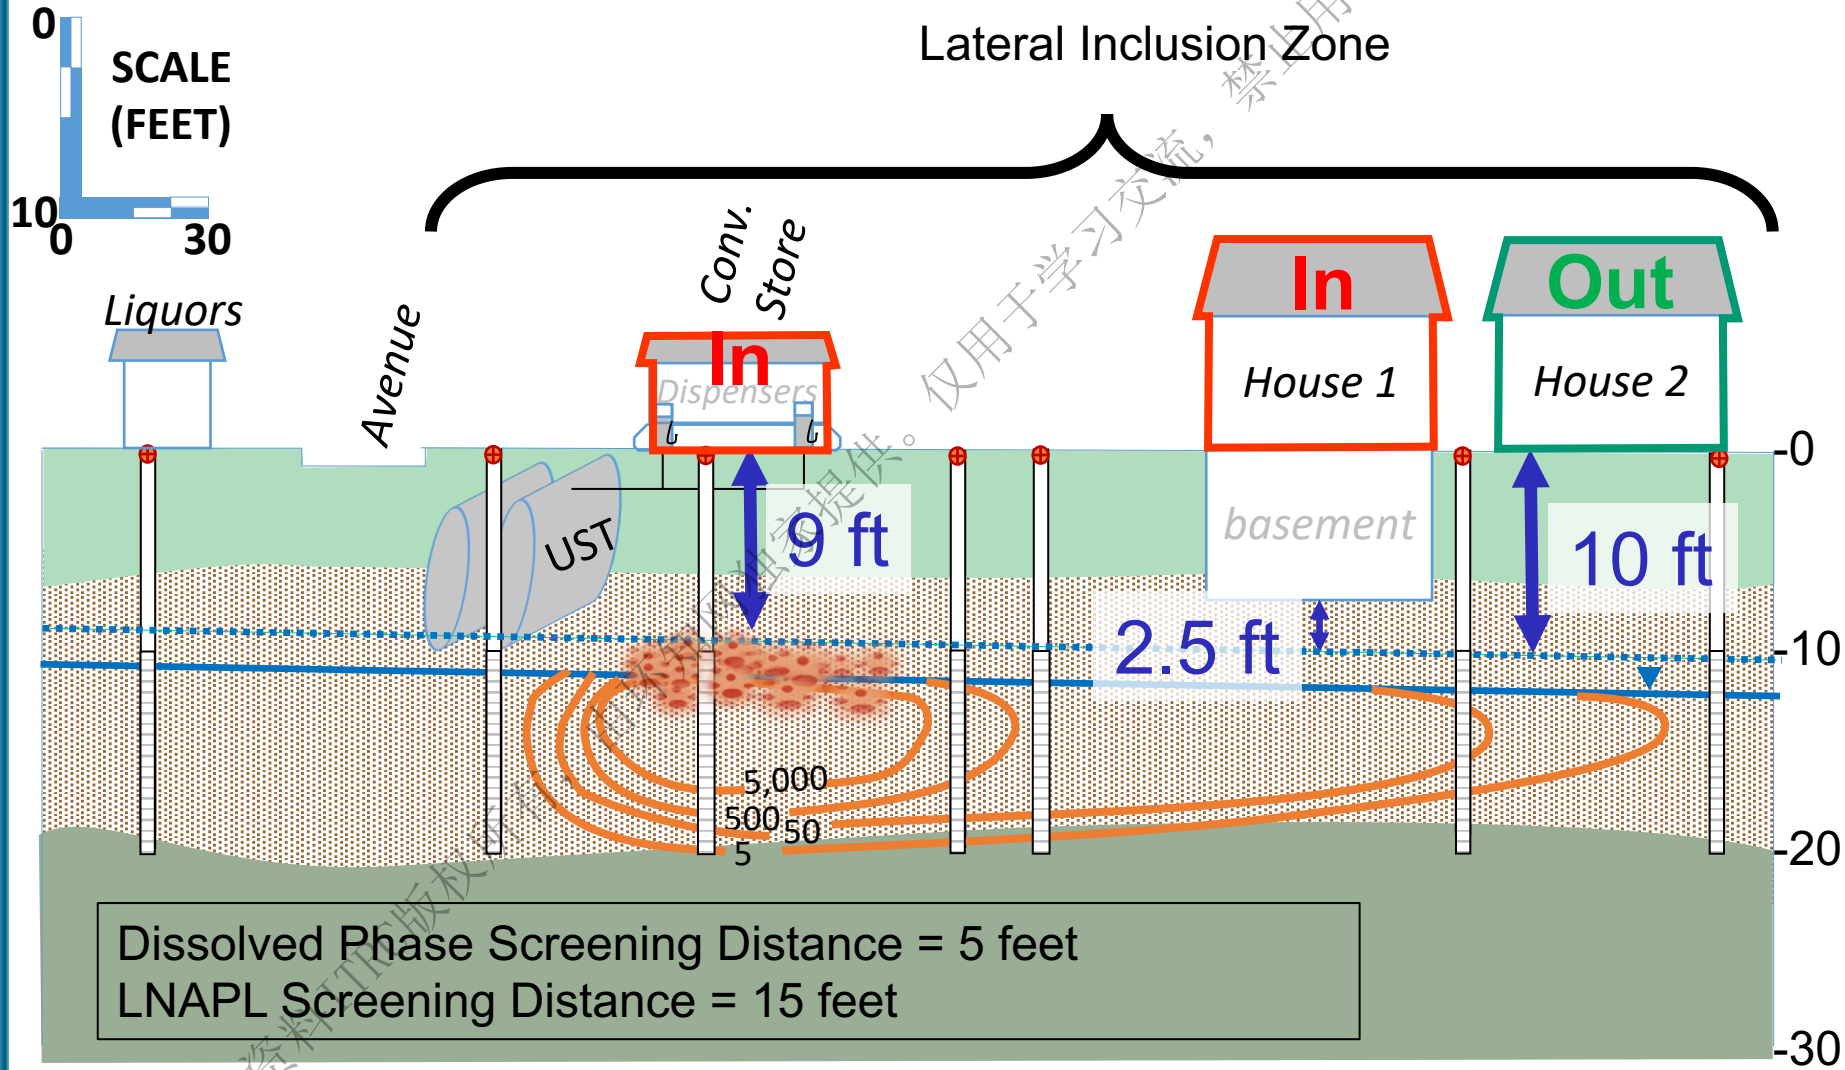 Lateral Inclusion Zone
0
SCALE
(FEET)
10
0
30
Liquors
Avenue
Conv.
Store
In
Dispensers
In
House 1
Out
House 2
-0
UST
9 ft
basement
10 ft
2.5 ft
-10
5,000
500
50
5
-20
Dissolved Phase Screening Distance = 5 feet
LNAPL Screening Distance = 15 feet
-30
仅用于学习交流,禁止用